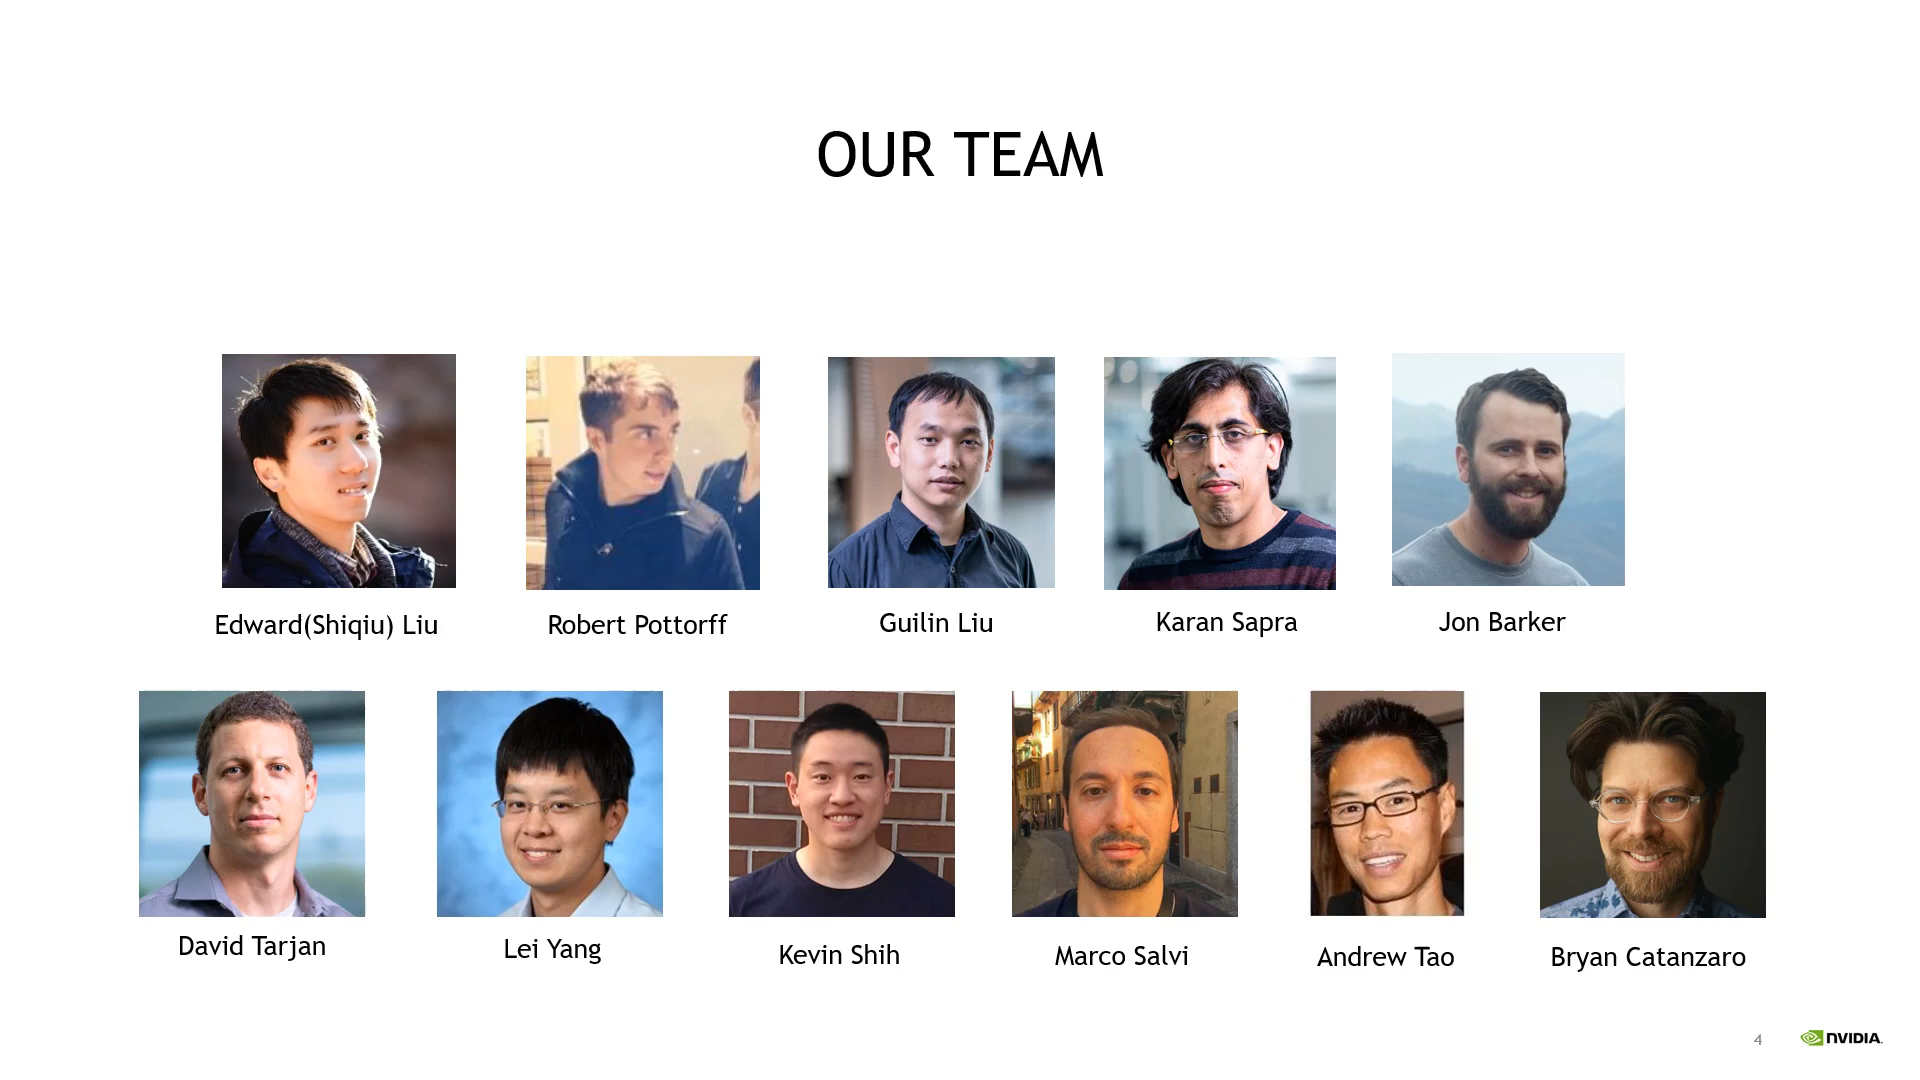 OUR TEAM
Edward(Shiqiu) Liu
Robert Pottorff
Guilin Liu
Karan Sapra
Jon Barker
David Tarjan
Lei Yang
Kevin Shih
Marco Salvi
Andrew Tao
Bryan Catanzaro
4
NVIDIA.